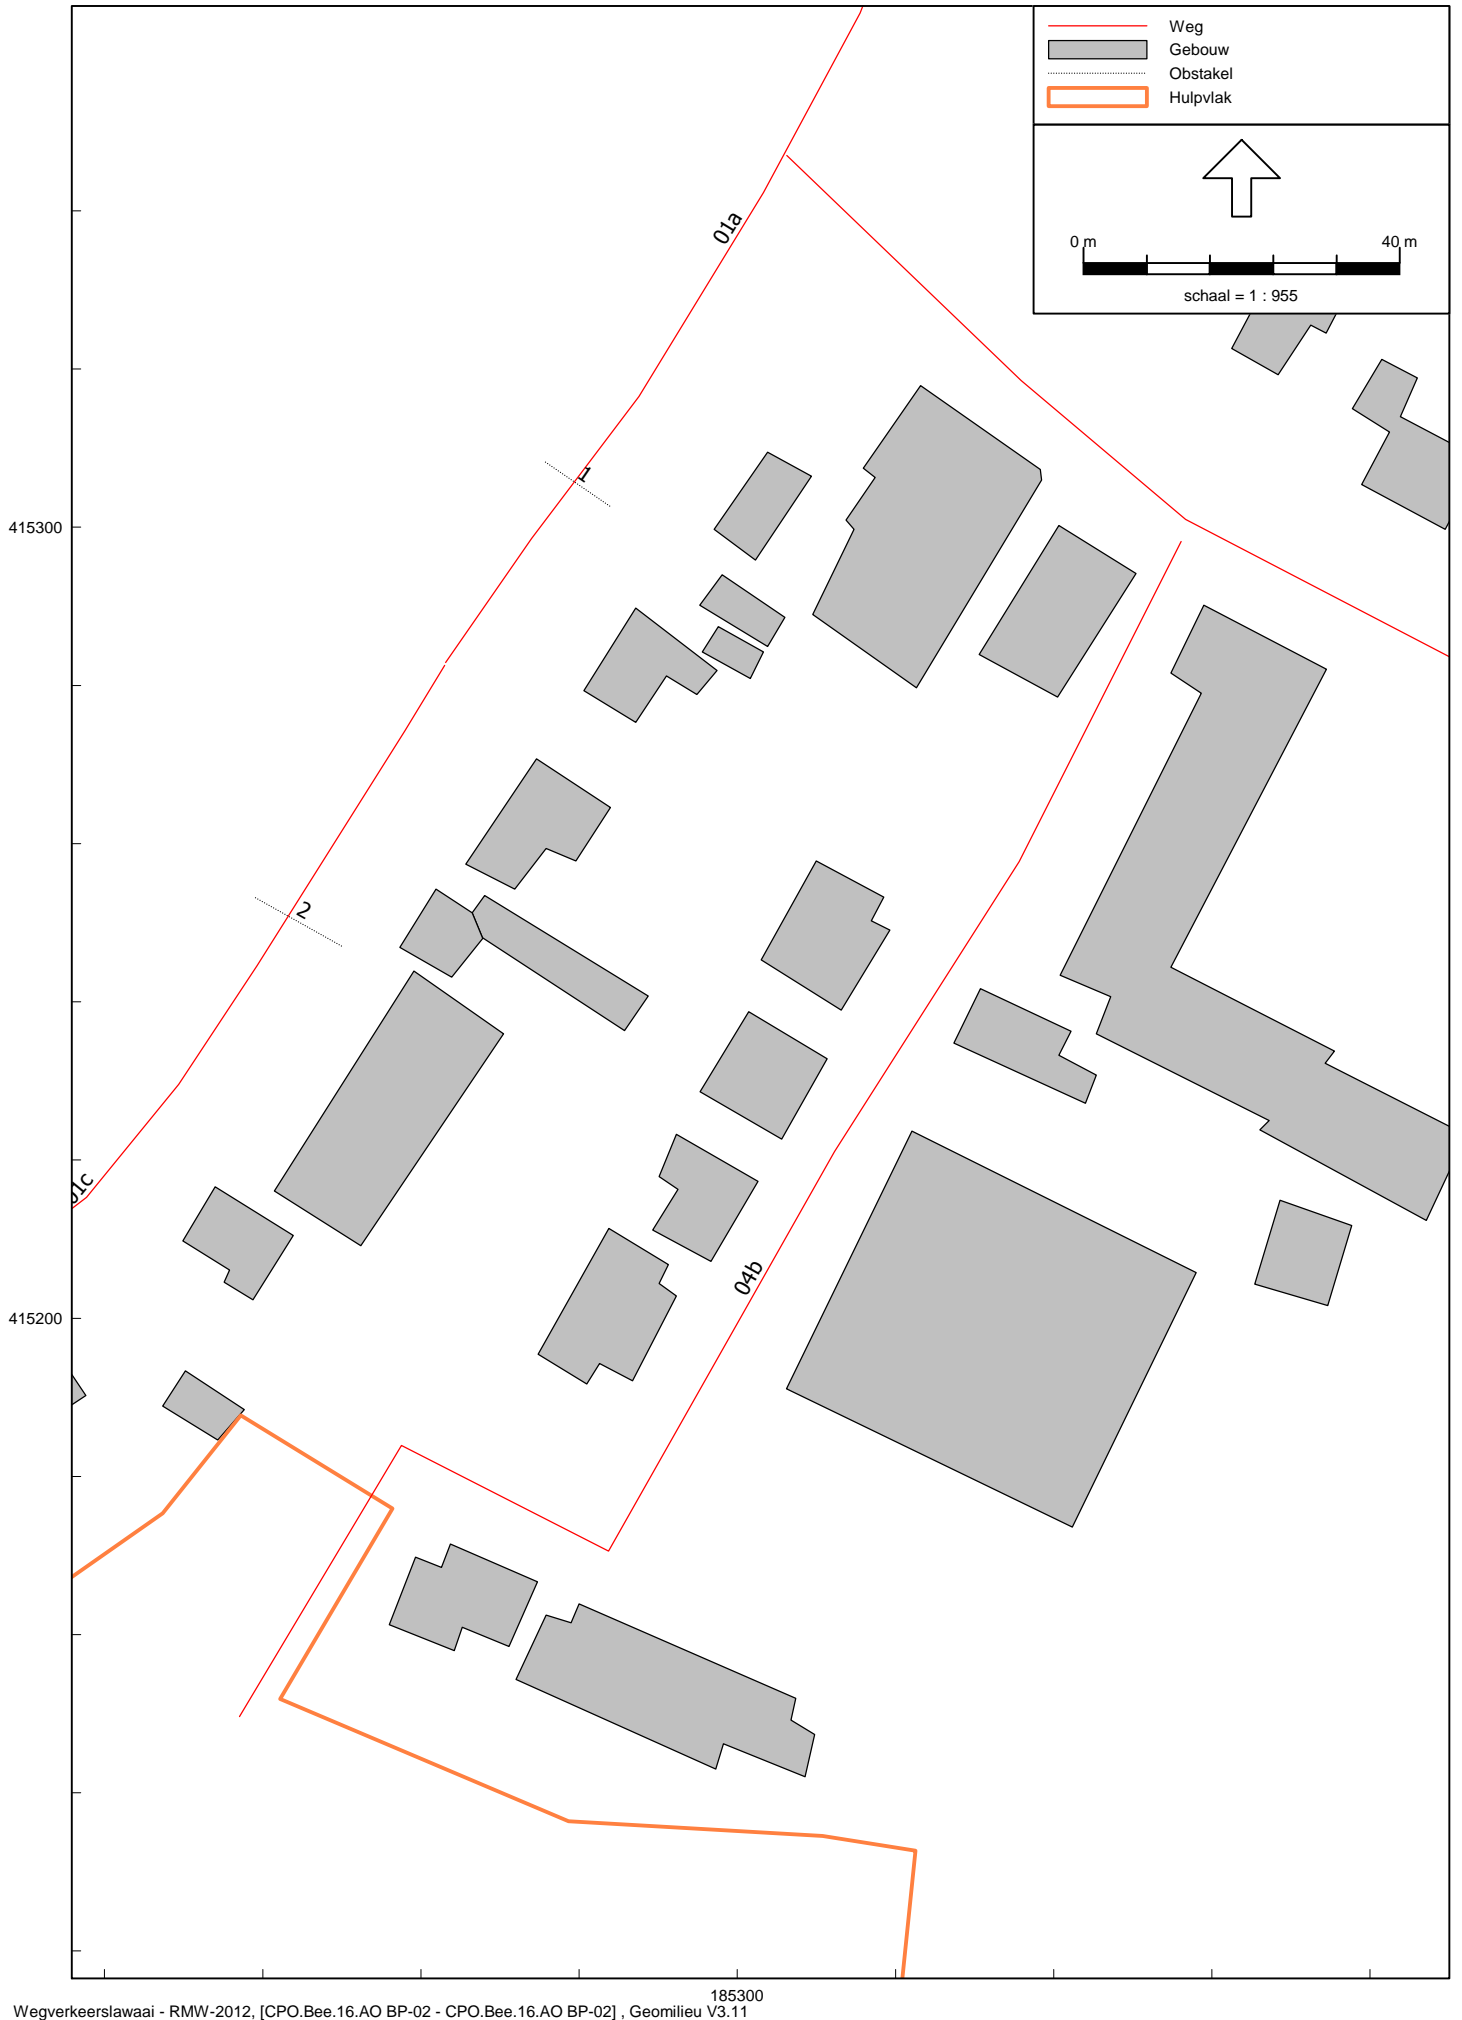 Weg
Gebouw
Obstakel
Hulpvlak
0 m 40 m
schaal = 1 : 955
01a
1
415300
2
01c
04b
415200
185300
Wegverkeerslawaai - RMW-2012, [CPO.Bee.16.AO BP-02 - CPO.Bee.16.AO BP-02] , Geomilieu V3.11